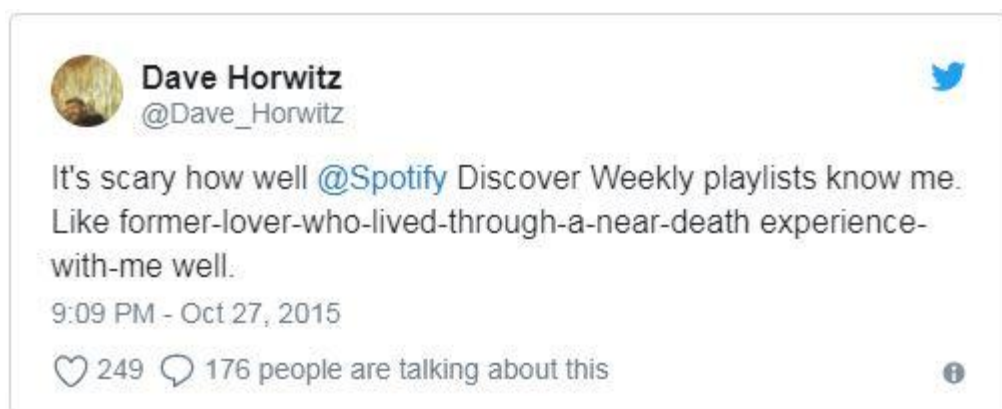 Dave Horwitz
@Dave_Horwitz
It's scary how well @Spotify Discover Weekly playlists know me.
Like former-lover-who-lived-through-a-near-death experience-
with-me well.
9:09 PM - Oct 27, 2015
249 176 people are talking about this